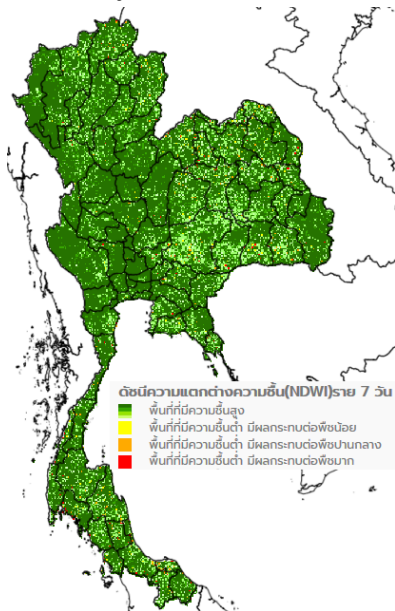 ดัชนีความแตกต่างความชื้น(NDWI)ราย 7 วัน
พื้นที่ที่มีความชื้นสูง
พื้นที่ที่มีความชื้นต่ำ มีผลกระทบต่อพืชน้อย
พื้นที่ที่มีความชื้นต่ำ มีผลกระทบต่อพืชปานกลาง
พื้นที่ที่มีความชื้นต่ำ มีผลกระทบต่อพืชมาก